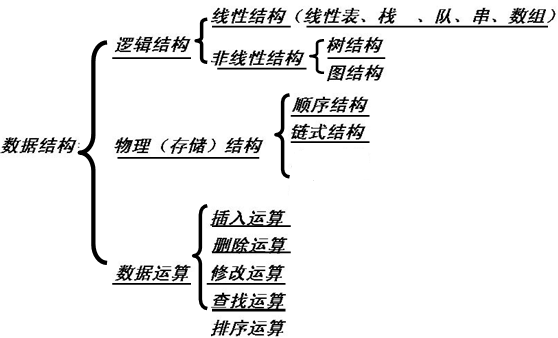 线性结构（线性表、栈 、队、串、数组）
逻辑结构
非线性结构
树结构
图结构
顺序结构
链式结构
数据结构
物理（存储）结构
插入运算
删除运算
数据运算
修改运算
查找运算
排序运算